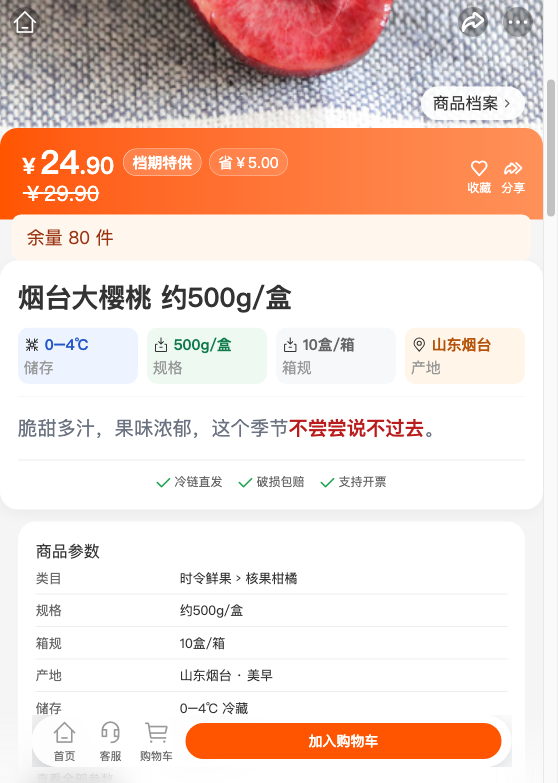 商品档案 ›
¥24.90 档期特供 省¥5.00
¥29.90
收藏 分享
余量 80 件
烟台大樱桃 约500g/盒
0—4℃ 500g/盒 10盒/箱 山东烟台
储存 规格 箱规 产地
脆甜多汁，果味浓郁，这个季节不尝尝说不过去。
冷链直发 破损包赔 支持开票
商品参数
类目 时令鲜果 › 核果柑橘
规格 约500g/盒
箱规 10盒/箱
产地 山东烟台 · 美早
储存 0—4℃ 冷藏
首页 客服 购物车 加入购物车